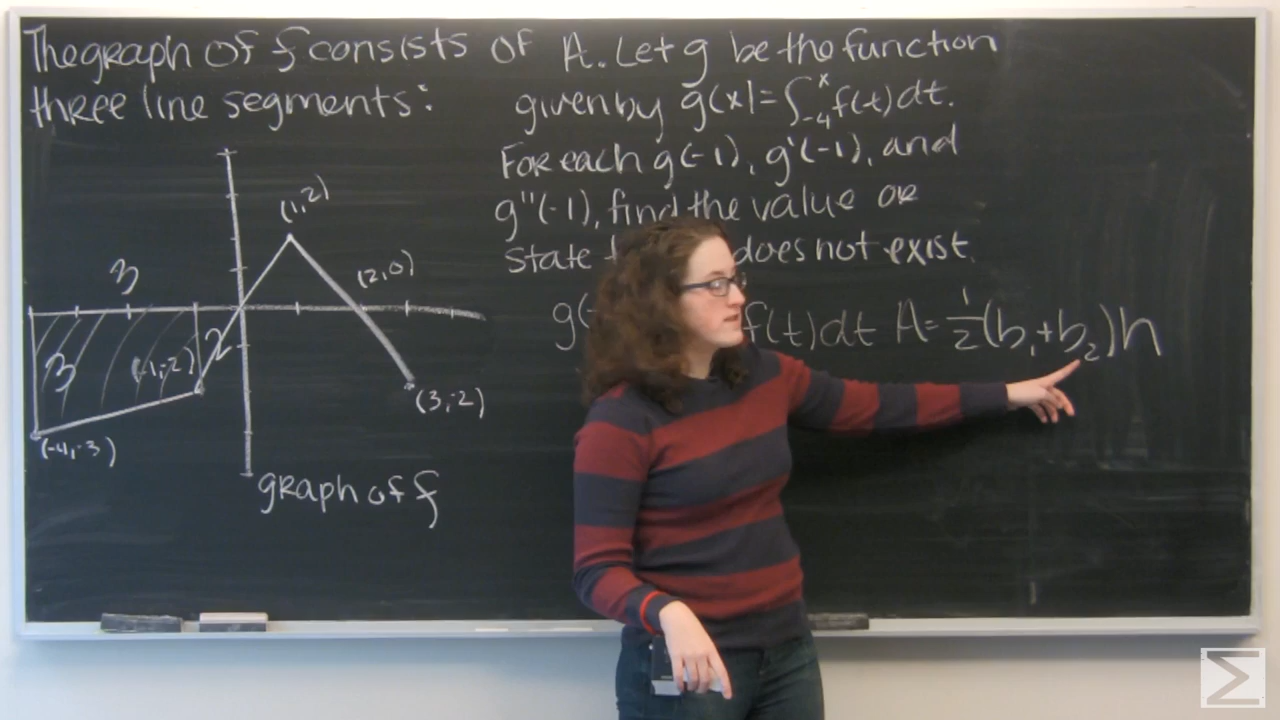 The graph of f consists of
three line segments:
(1,2)
(2,0)
3
3
2
(-1,-2)
(3,-2)
(-4,-3)
graph of f
A. Let g be the function
given by g(x)=∫₋₄ˣ f(t)dt.
For each g(-1), g'(-1), and
g"(-1), find the value or
state does not exist.
g(- f(t)dt A=½(b₁+b₂)h
Σ